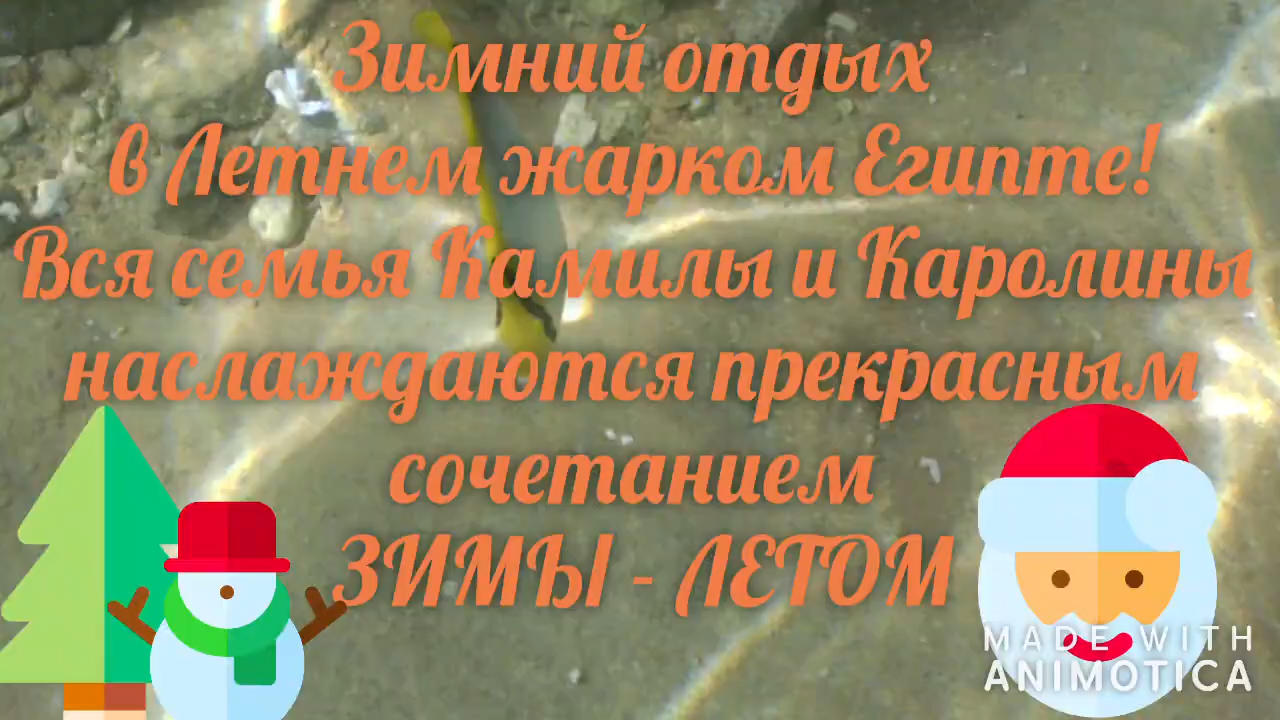 Зимний отдых
в Летнем жарком Египте!
Вся семья Камилы и Каролины
наслаждаются прекрасным
сочетанием
ЗИМЫ - ЛЕТОМ
MADE WITH
ANIMOTICA